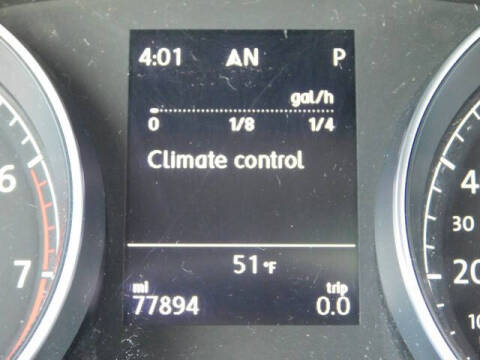 4:01 AN P
gal/h
0 1/8 1/4
Climate control
51 °F
mi trip
77894 0.0
6
7
4
30
20
10